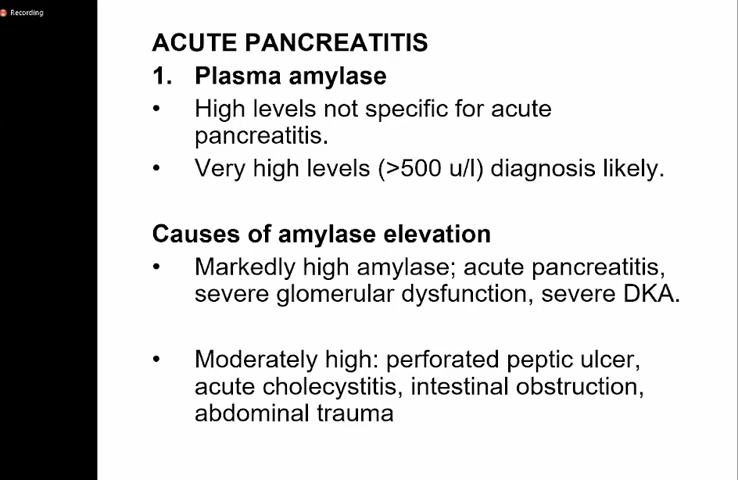 Recording
ACUTE PANCREATITIS
1. Plasma amylase
• High levels not specific for acute
pancreatitis.
• Very high levels (>500 u/l) diagnosis likely.
Causes of amylase elevation
• Markedly high amylase; acute pancreatitis,
severe glomerular dysfunction, severe DKA.
• Moderately high: perforated peptic ulcer,
acute cholecystitis, intestinal obstruction,
abdominal trauma